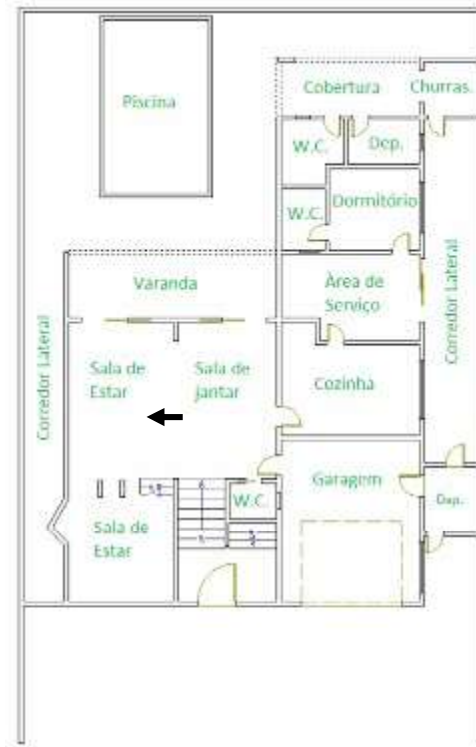 Piscina
Cobertura
Churras.
W.C.
Dep.
W.C.
Dormitório
Varanda
Àrea de
Serviço
Corredor Lateral
Corredor Lateral
Sala de
Estar
Sala de
jantar
Cozinha
W.C.
Garagem
Dep.
Sala de
Estar